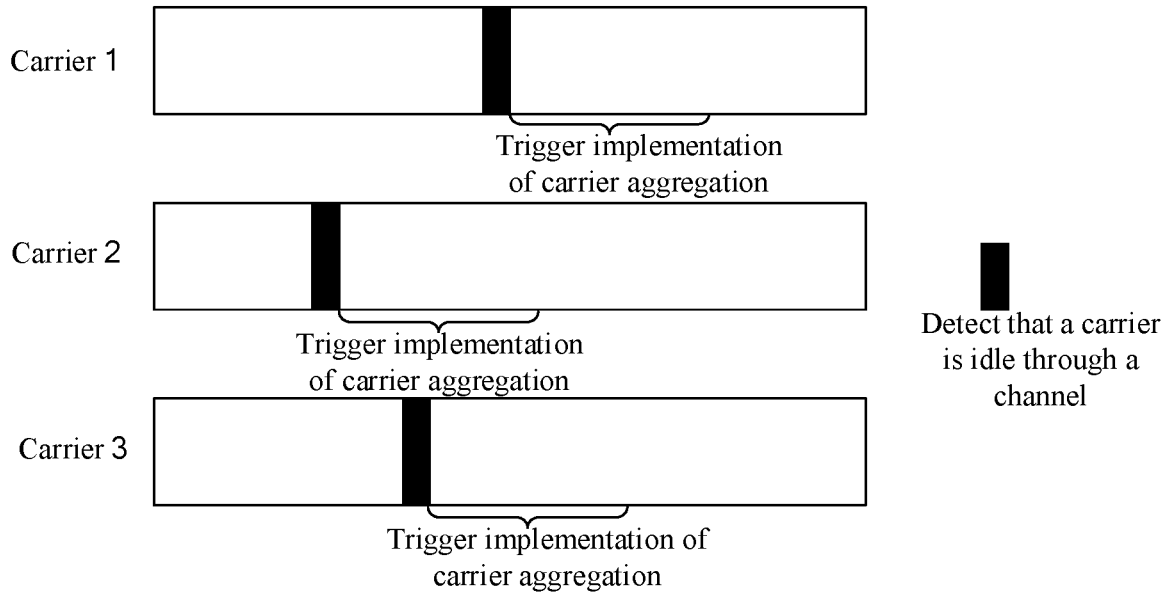 Carrier 1
Trigger implementation
of carrier aggregation
Carrier 2
Trigger implementation
of carrier aggregation
Detect that a carrier
is idle through a
channel
Carrier 3
Trigger implementation of
carrier aggregation